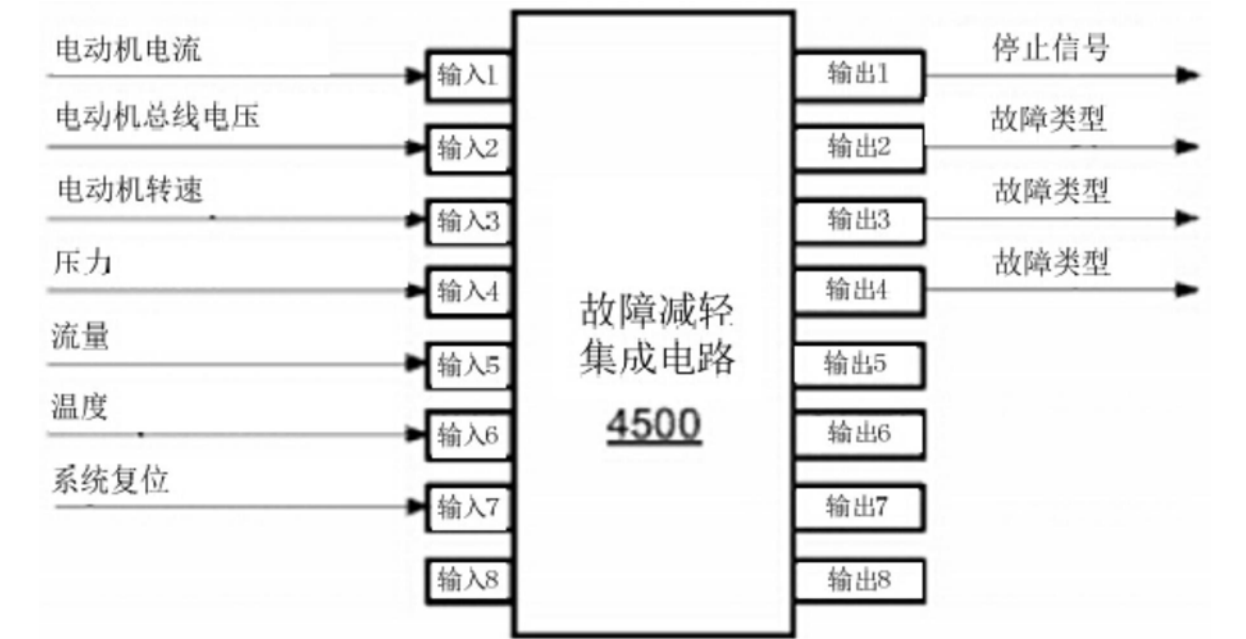 电动机电流
输入1
输出1
停止信号
电动机总线电压
输入2
输出2
故障类型
电动机转速
输入3
输出3
故障类型
压力
输入4
输出4
故障类型
故障减轻
集成电路
4500
流量
输入5
输出5
温度
输入6
输出6
系统复位
输入7
输出7
输入8
输出8